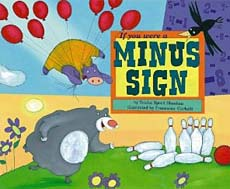 If you were a
MINUS
SIGN
by Trisha Speed Shaskan
illustrated by Francesca Carabelli